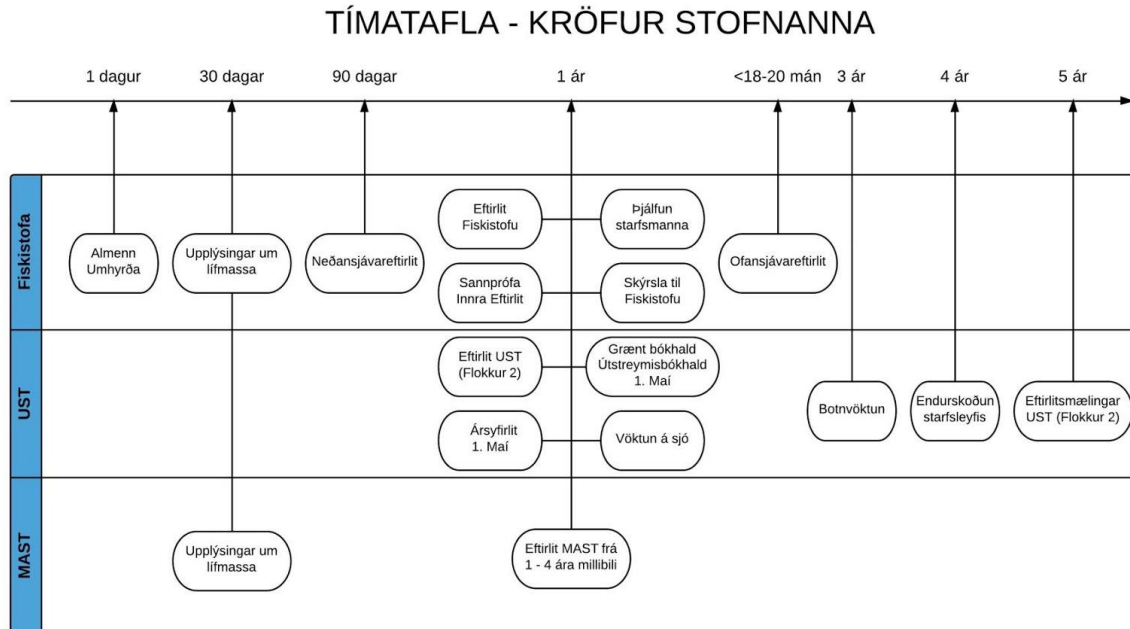 TÍMATAFLA - KRÖFUR STOFNANNA
1 dagur
30 dagar
90 dagar
1 ár
<18-20 mán
3 ár
4 ár
5 ár
Fiskistofa
Almenn
Umhyrða
Upplýsingar um
lífmassa
Neðansjávareftirlit
Eftirlit
Fiskistofu
Þjálfun
starfsmanna
Sannprófa
Innra Eftirlit
Skýrsla til
Fiskistofu
Ofansjávareftirlit
UST
Eftirlit UST
(Flokkur 2)
Grænt bókhald
Útstreymisbókhald
1. Maí
Ársyfirlit
1. Maí
Vöktun á sjó
Botnvöktun
Endurskoðun
starfsleyfis
Eftirlitsmælingar
UST (Flokkur 2)
MAST
Upplýsingar um
lífmassa
Eftirlit MAST frá
1 - 4 ára millibili